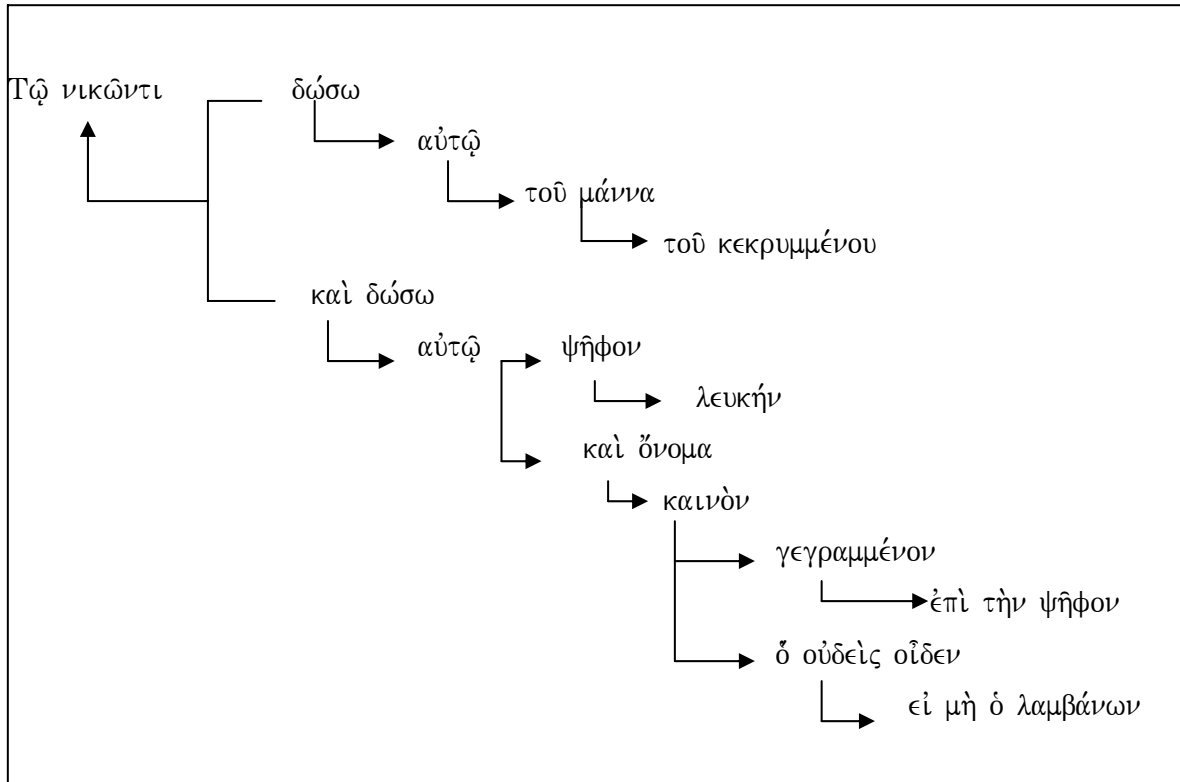 Τῷ νικῶντι δώσω
αὐτῷ
τοῦ μάννα
τοῦ κεκρυμμένου
καὶ δώσω
αὐτῷ ψῆφον
λευκήν
καὶ ὄνομα
καινὸν
γεγραμμένον
ἐπὶ τὴν ψῆφον
ὅ οὐδεὶς οἶδεν
εἰ μὴ ὁ λαμβάνων